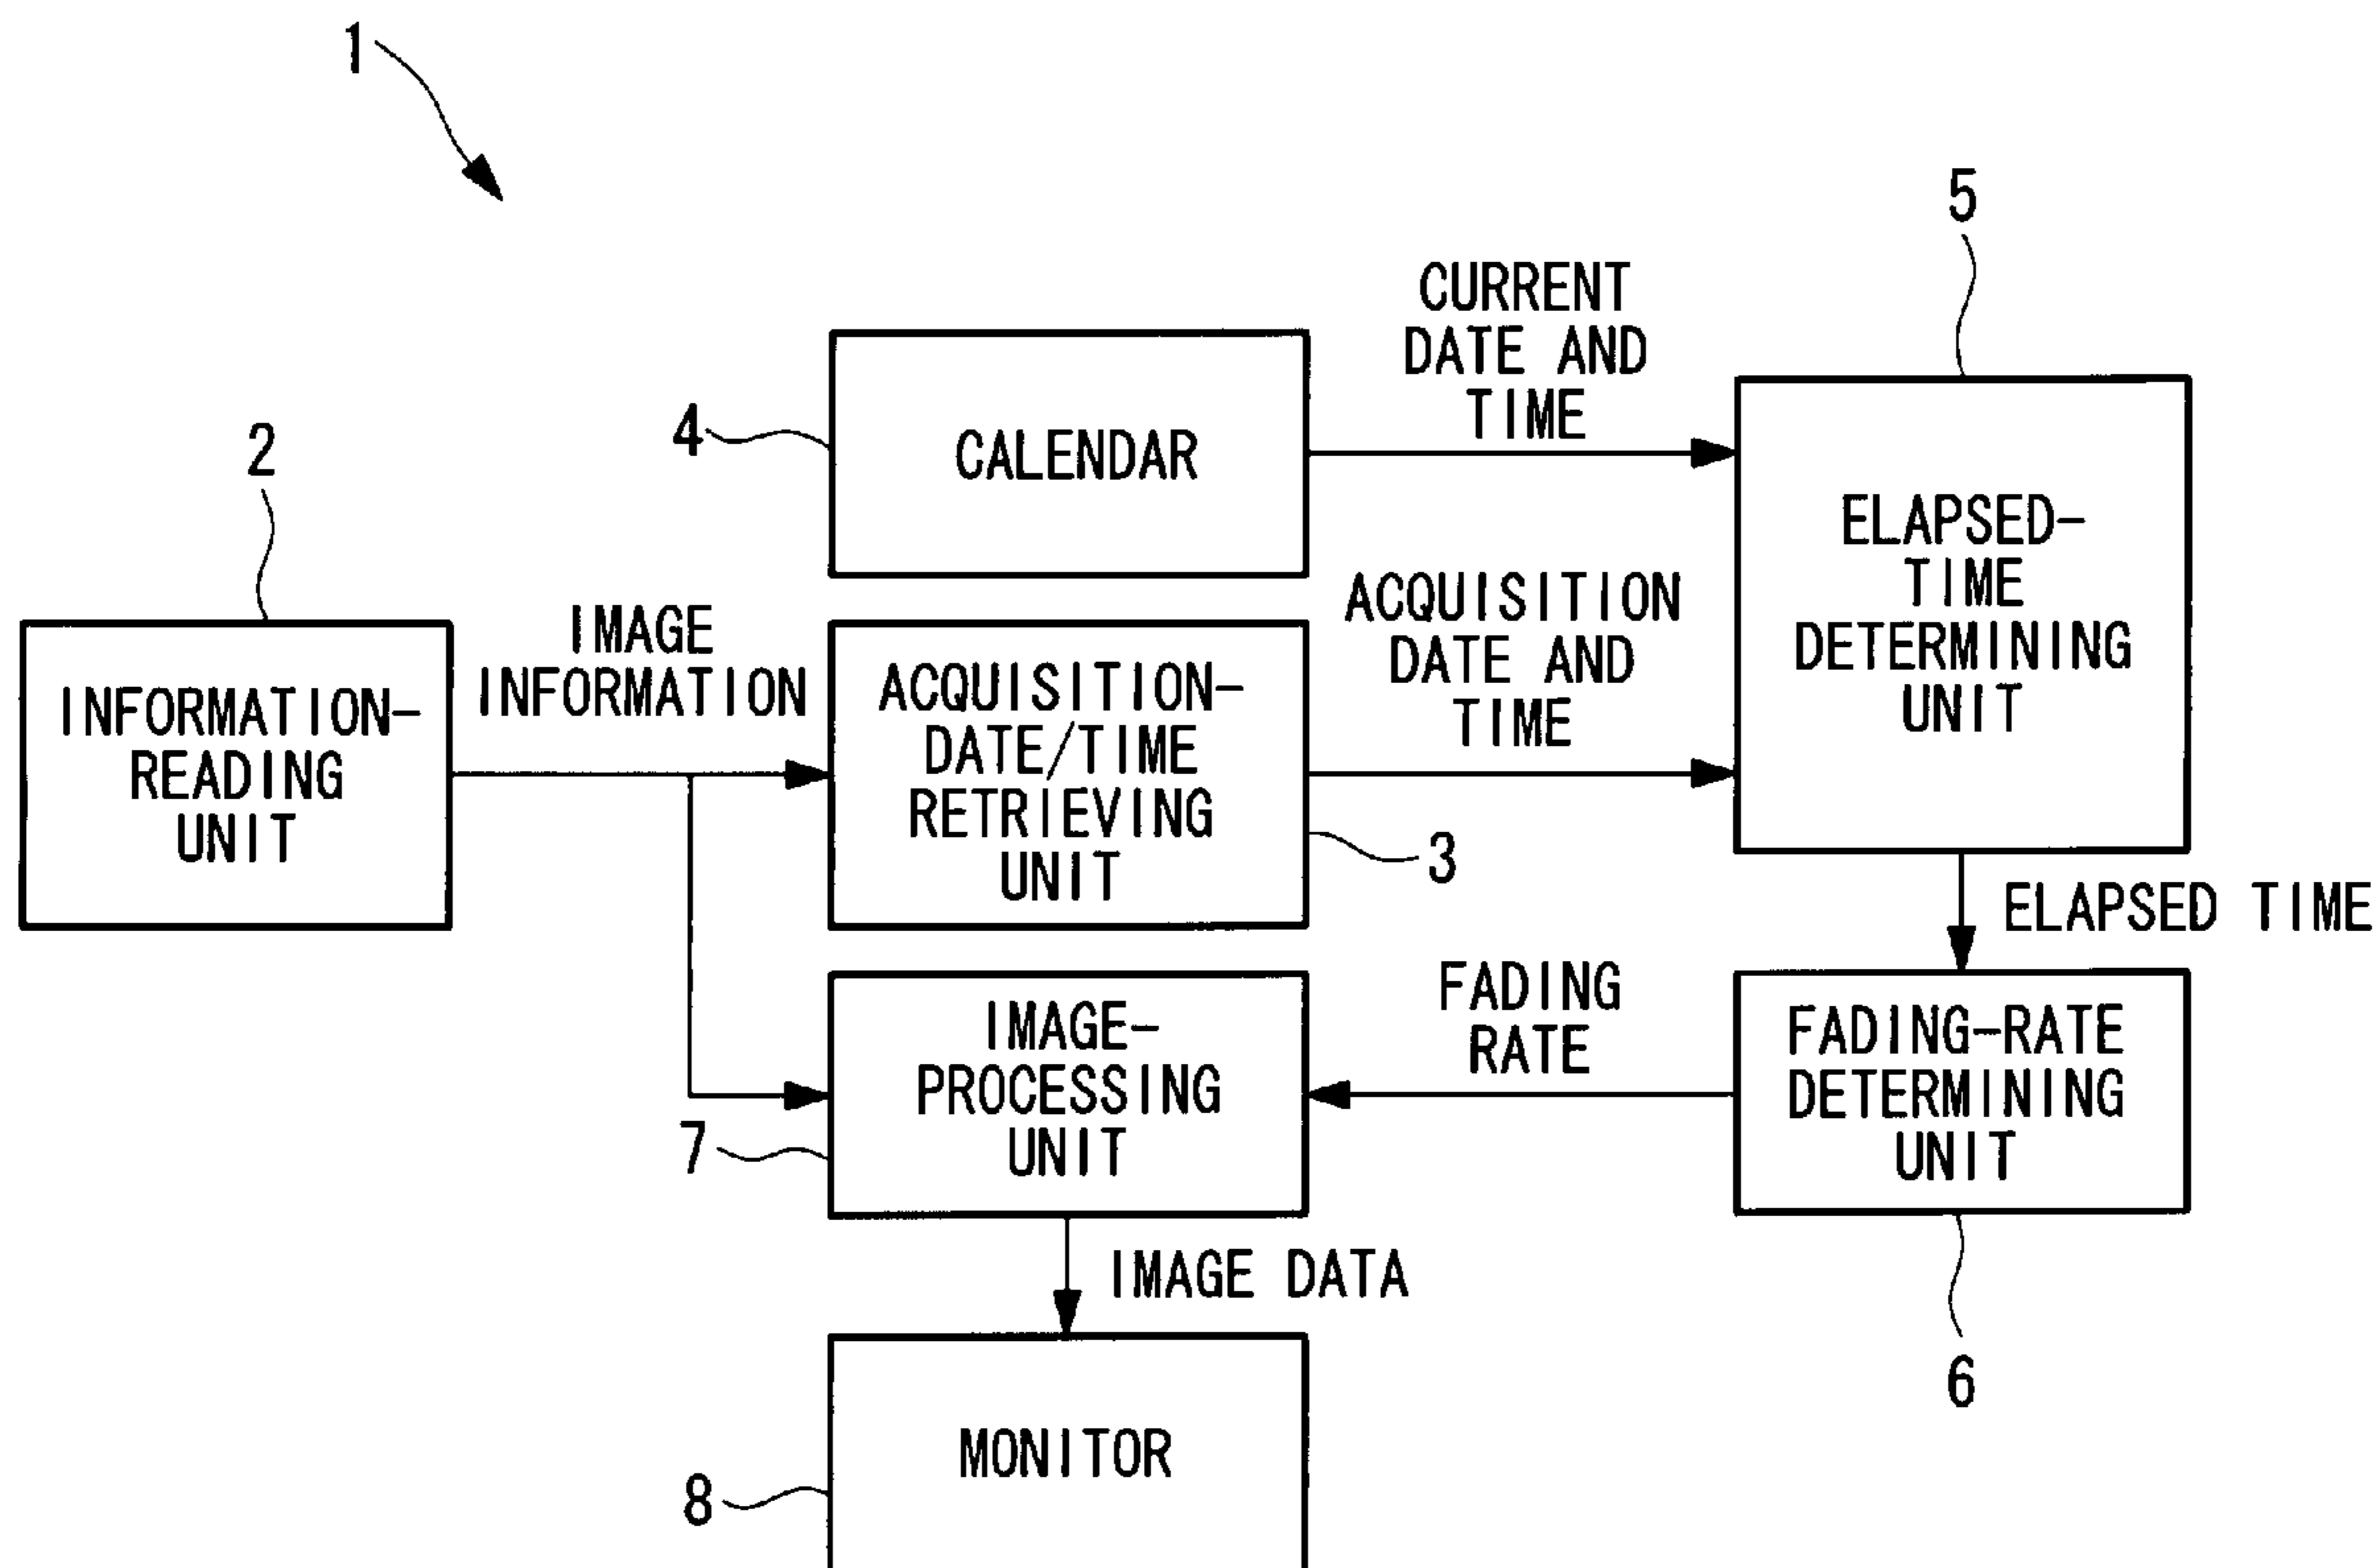 1
5
CURRENT
DATE AND
TIME
4
CALENDAR
2
ELAPSED-
TIME
DETERMINING
UNIT
IMAGE
INFORMATION
ACQUISITION
DATE AND
TIME
INFORMATION-
READING
UNIT
ACQUISITION-
DATE/TIME
RETRIEVING
UNIT
3
ELAPSED TIME
FADING
RATE
IMAGE-
PROCESSING
UNIT
7
FADING-RATE
DETERMINING
UNIT
IMAGE DATA
6
MONITOR
8